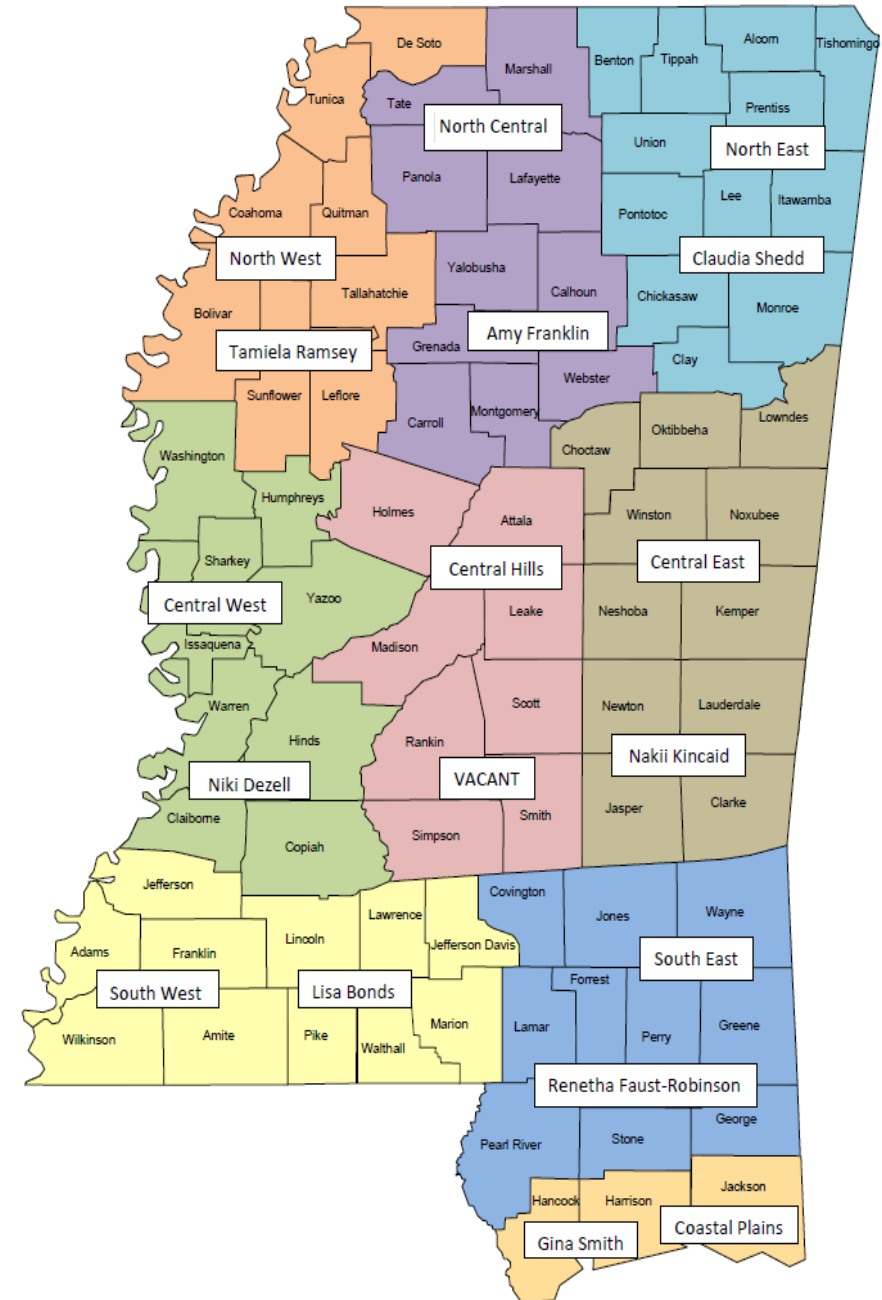 De Soto
Marshall
Benton
Tippah
Alcorn
Tishomingo
Tunica
Tate
North Central
Prentiss
Union
North East
Panola
Lafayette
Coahoma
Quitman
Pontotoc
Lee
Itawamba
North West
Claudia Shedd
Yalobusha
Tallahatchie
Calhoun
Chickasaw
Bolivar
Monroe
Amy Franklin
Grenada
Tamiela Ramsey
Clay
Webster
Sunflower
Leflore
Montgomery
Carroll
Lowndes
Oktibbeha
Choctaw
Washington
Humphreys
Holmes
Attala
Winston
Noxubee
Sharkey
Central Hills
Central East
Yazoo
Central West
Leake
Neshoba
Kemper
Issaquena
Madison
Warren
Scott
Newton
Lauderdale
Hinds
Rankin
Nakii Kincaid
Niki Dezell
VACANT
Claiborne
Simpson
Smith
Jasper
Clarke
Copiah
Jefferson
Covington
Lawrence
Jones
Wayne
Adams
Franklin
Lincoln
Jefferson Davis
South East
South West
Lisa Bonds
Forrest
Wilkinson
Amite
Pike
Walthall
Marion
Lamar
Perry
Greene
Renetha Faust-Robinson
Pearl River
Stone
George
Hancock
Harrison
Jackson
Coastal Plains
Gina Smith